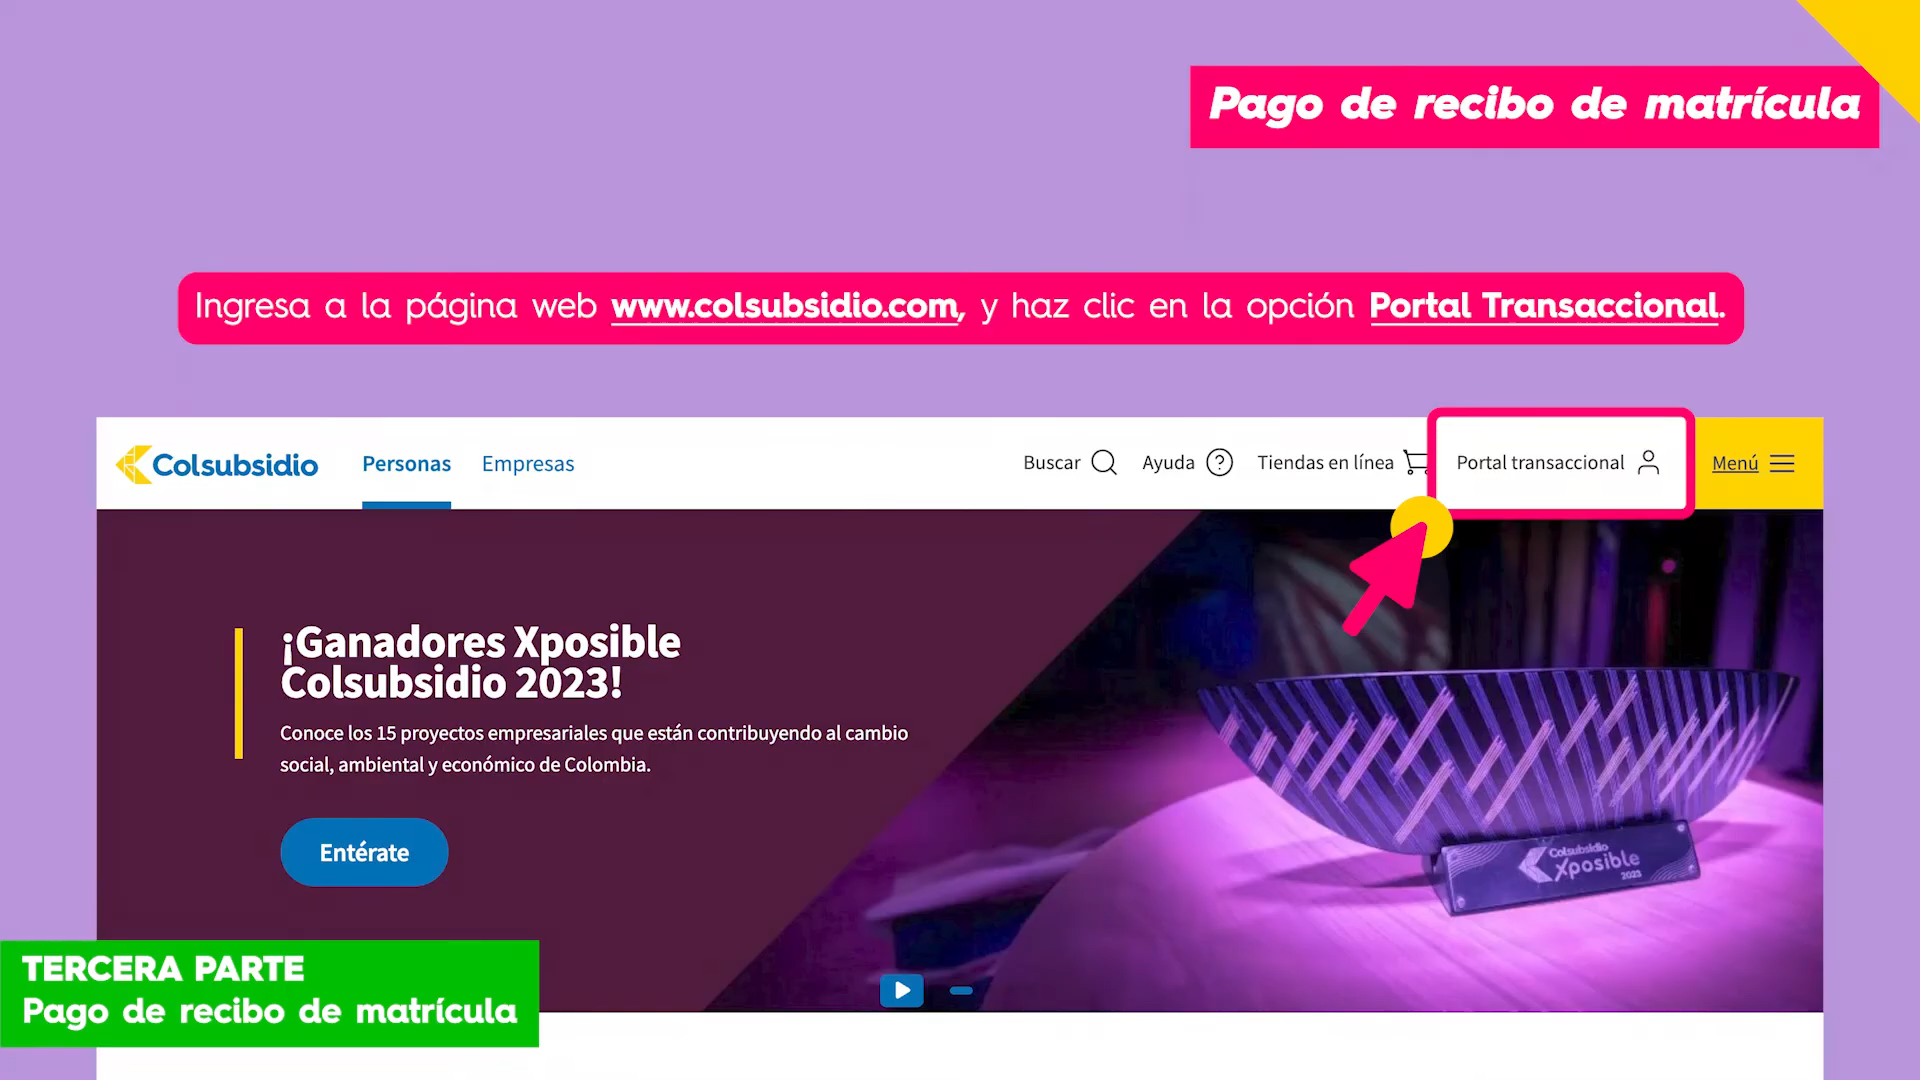 Pago de recibo de matrícula
Ingresa a la página web www.colsubsidio.com, y haz clic en la opción Portal Transaccional.
Colsubsidio Personas Empresas Buscar Ayuda ? Tiendas en línea Portal transaccional Menú
¡Ganadores Xposible
Colsubsidio 2023!
Conoce los 15 proyectos empresariales que están contribuyendo al cambio
social, ambiental y económico de Colombia.
Entérate
Colsubsidio
Xposible
2023
TERCERA PARTE
Pago de recibo de matrícula